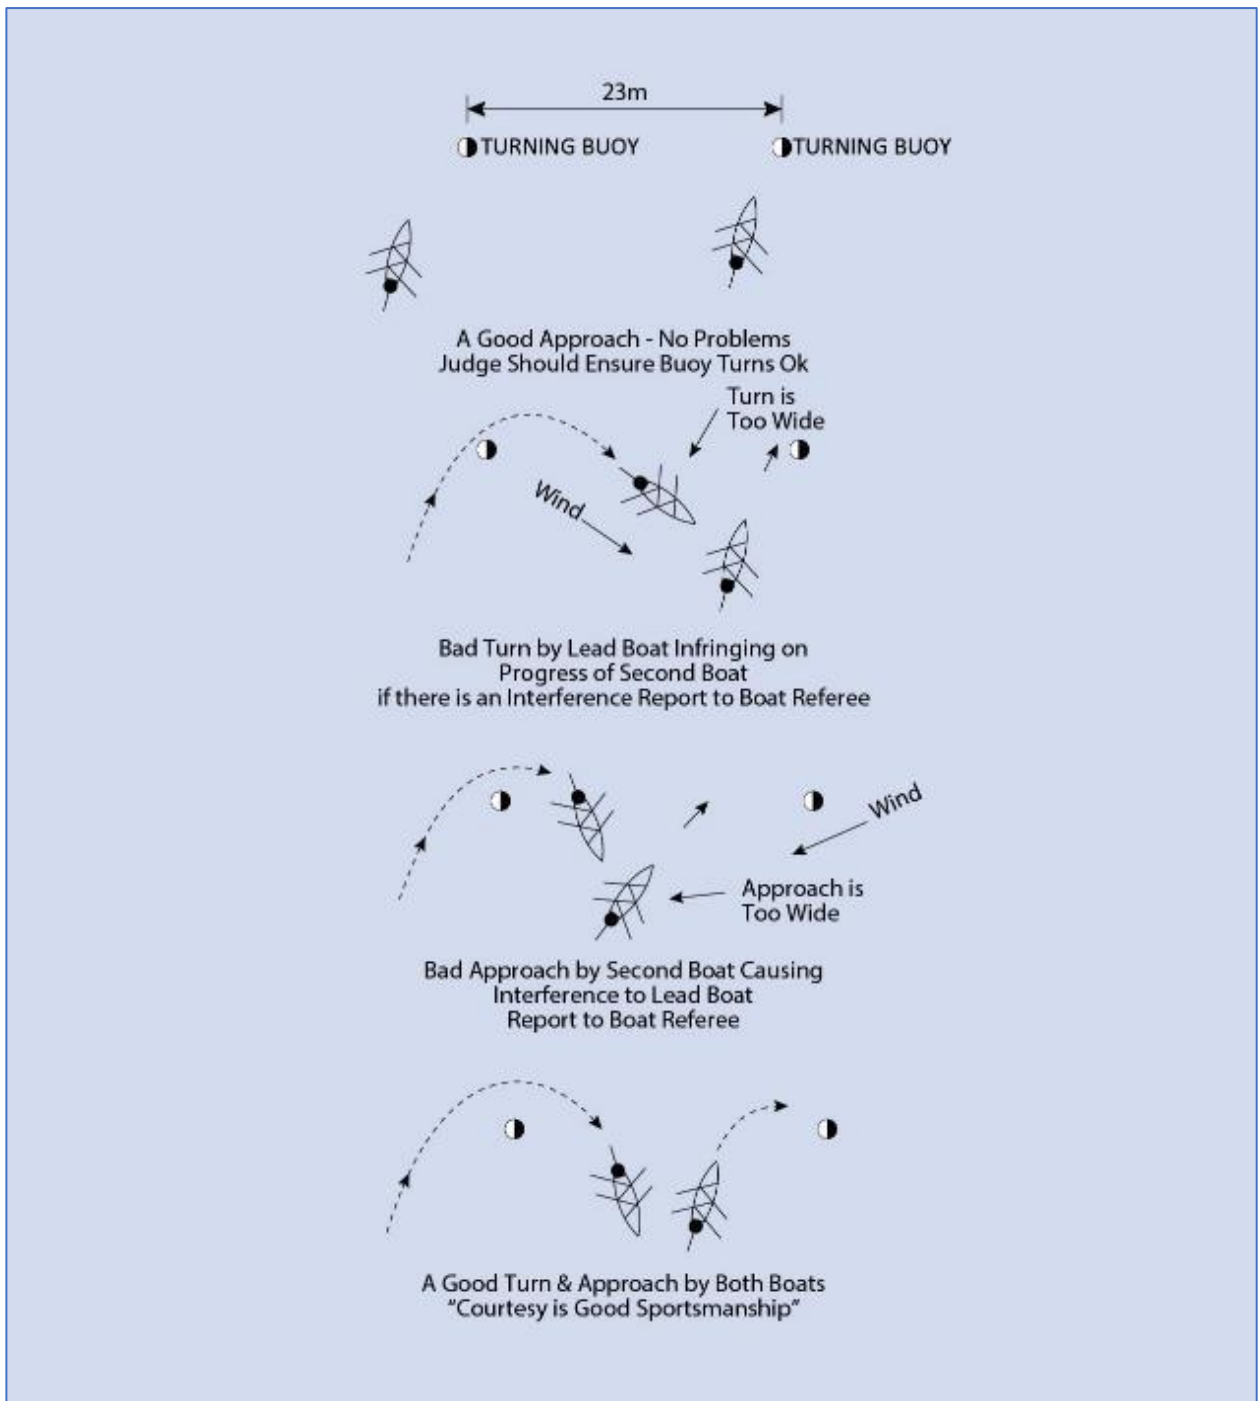 23m
TURNING BUOY
TURNING BUOY
A Good Approach - No Problems
Judge Should Ensure Buoy Turns Ok
Turn is
Too Wide
Wind
Bad Turn by Lead Boat Infringing on
Progress of Second Boat
if there is an Interference Report to Boat Referee
Wind
Approach is
Too Wide
Bad Approach by Second Boat Causing
Interference to Lead Boat
Report to Boat Referee
A Good Turn & Approach by Both Boats
“Courtesy is Good Sportsmanship”